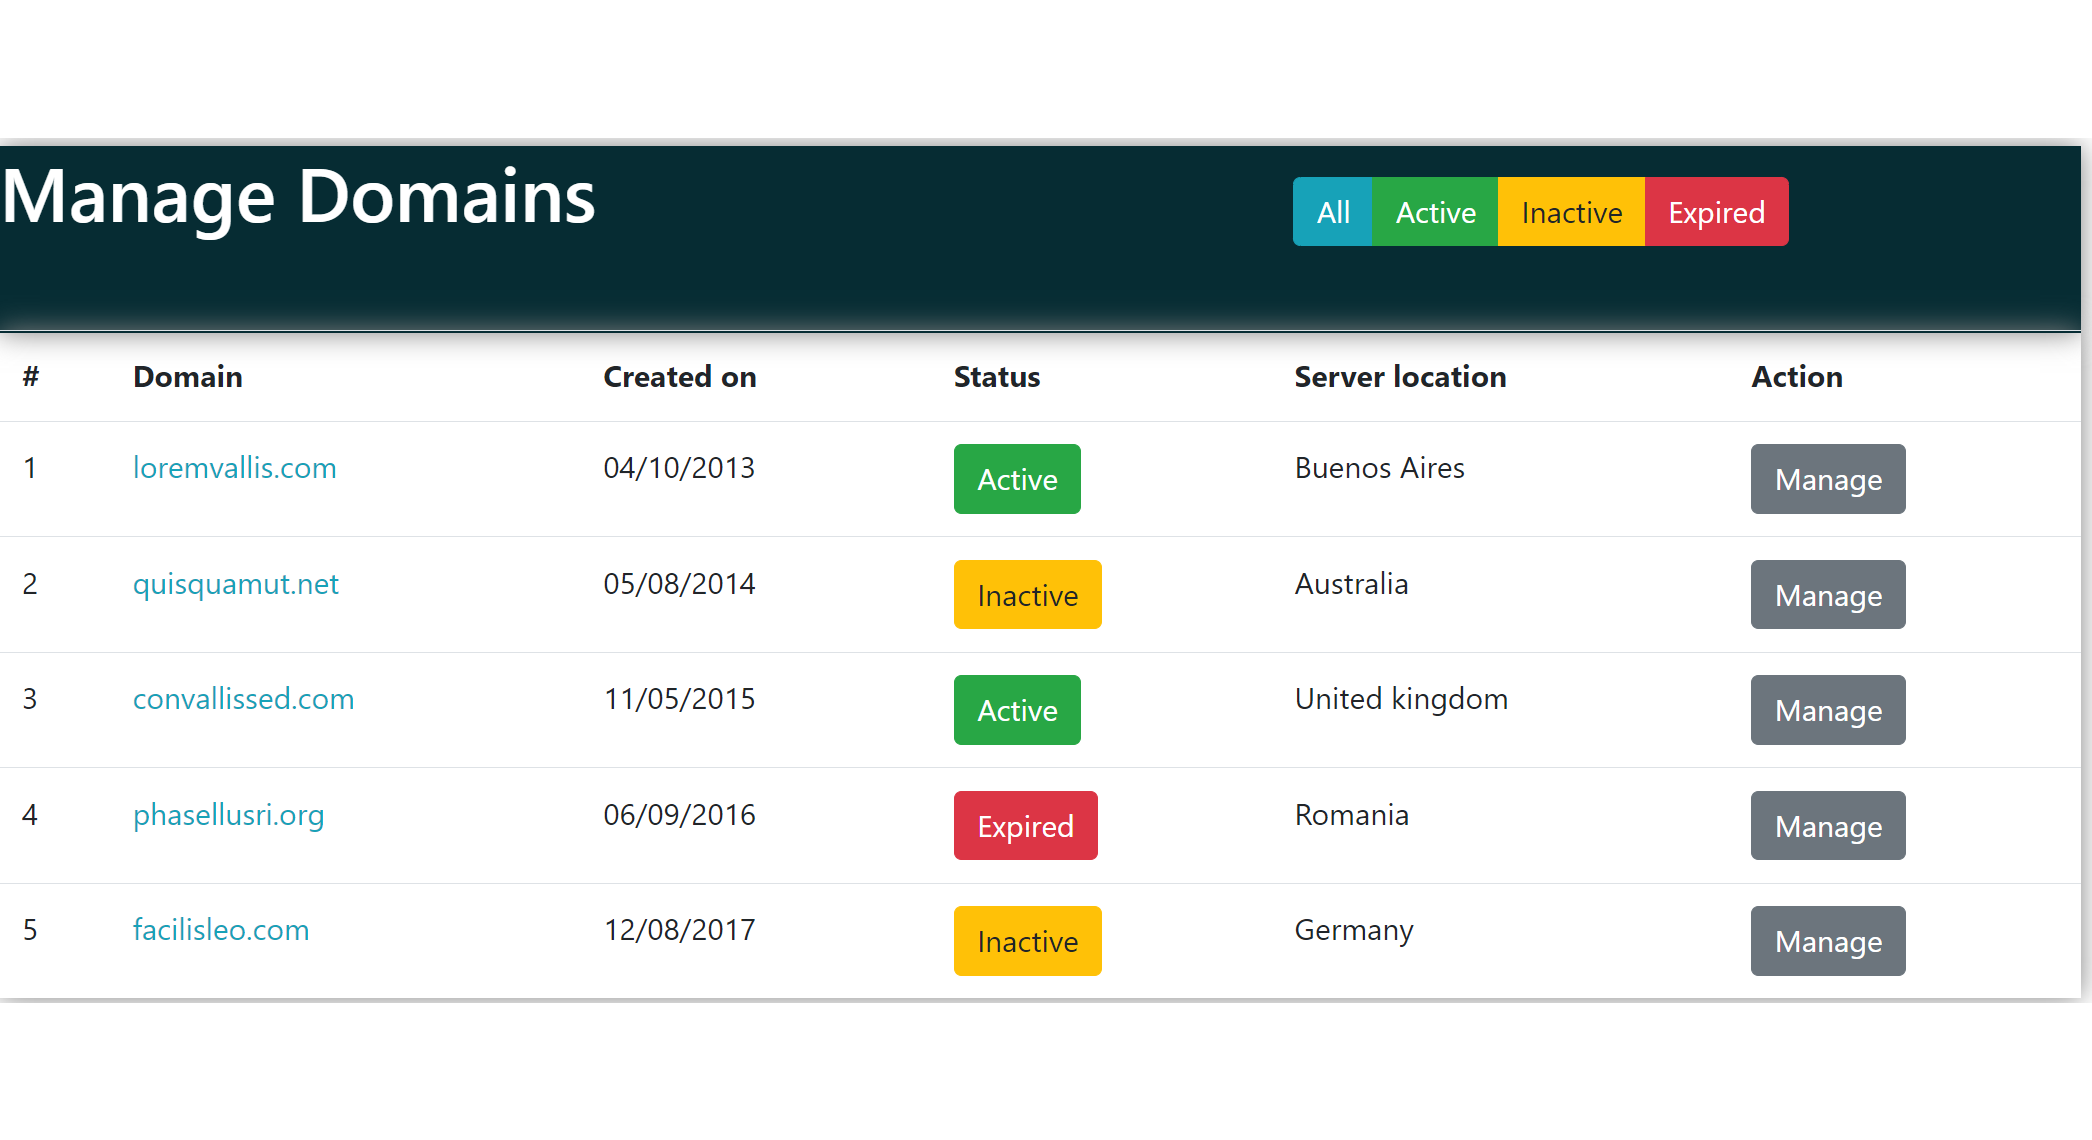 Manage Domains
All Active Inactive Expired
# Domain Created on Status Server location Action
1 loremvallis.com 04/10/2013 Active Buenos Aires Manage
2 quisquamut.net 05/08/2014 Inactive Australia Manage
3 convallissed.com 11/05/2015 Active United kingdom Manage
4 phasellusri.org 06/09/2016 Expired Romania Manage
5 facilisleo.com 12/08/2017 Inactive Germany Manage